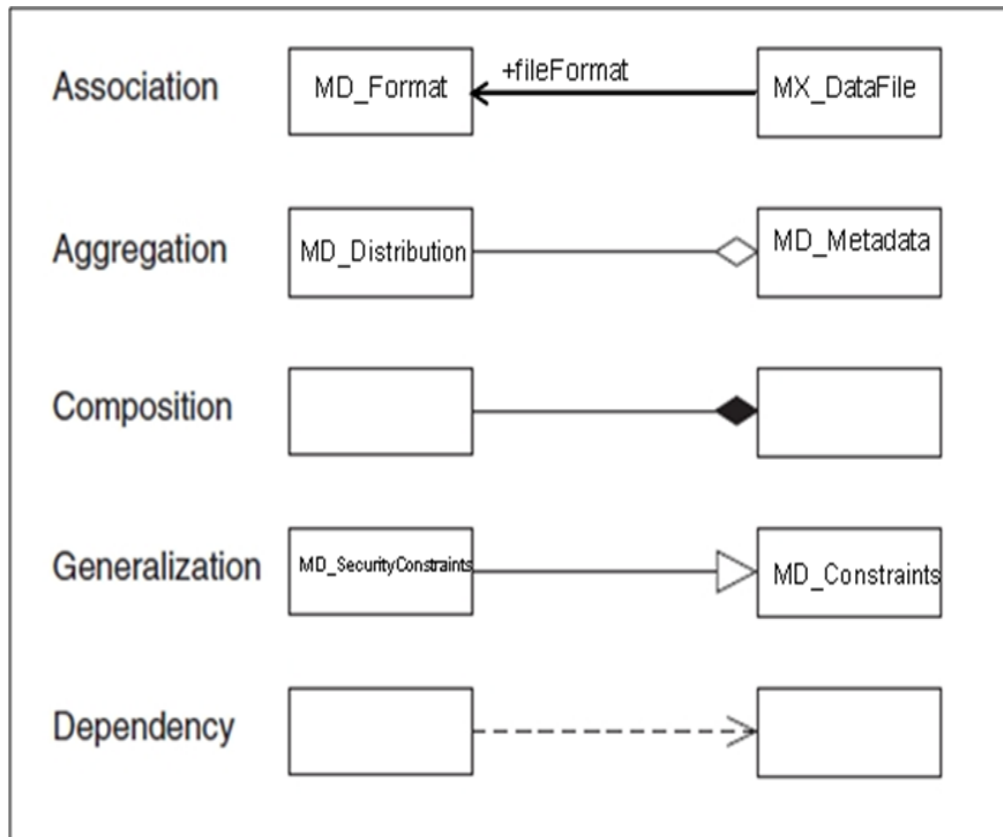 Association
MD_Format
+fileFormat
MX_DataFile
Aggregation
MD_Distribution
MD_Metadata
Composition
Generalization
MD_SecurityConstraints
MD_Constraints
Dependency